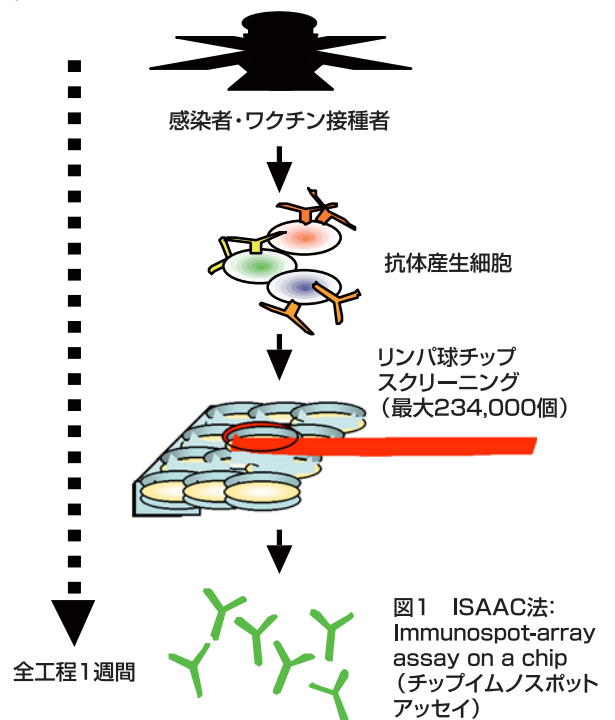 感染者・ワクチン接種者
抗体産生細胞
リンパ球チップ
スクリーニング
（最大234,000個）
図1　ISAAC法：
Immunospot-array
assay on a chip
（チップイムノスポット
アッセイ）
全工程1週間